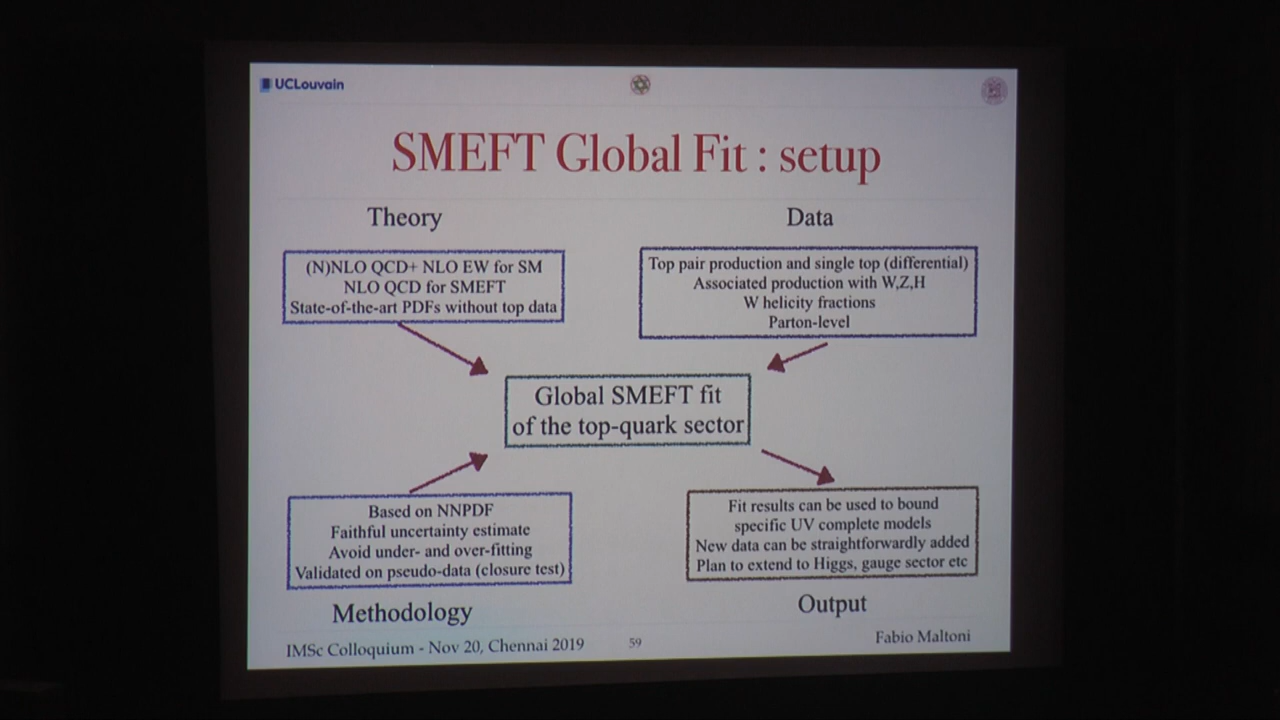 UCLouvain
SMEFT Global Fit : setup
Theory
(N)NLO QCD+ NLO EW for SM
NLO QCD for SMEFT
State-of-the-art PDFs without top data
Data
Top pair production and single top (differential)
Associated production with W,Z,H
W helicity fractions
Parton-level
Global SMEFT fit
of the top-quark sector
Based on NNPDF
Faithful uncertainty estimate
Avoid under- and over-fitting
Validated on pseudo-data (closure test)
Methodology
Fit results can be used to bound
specific UV complete models
New data can be straightforwardly added
Plan to extend to Higgs, gauge sector etc
Output
IMSc Colloquium - Nov 20, Chennai 2019
59
Fabio Maltoni